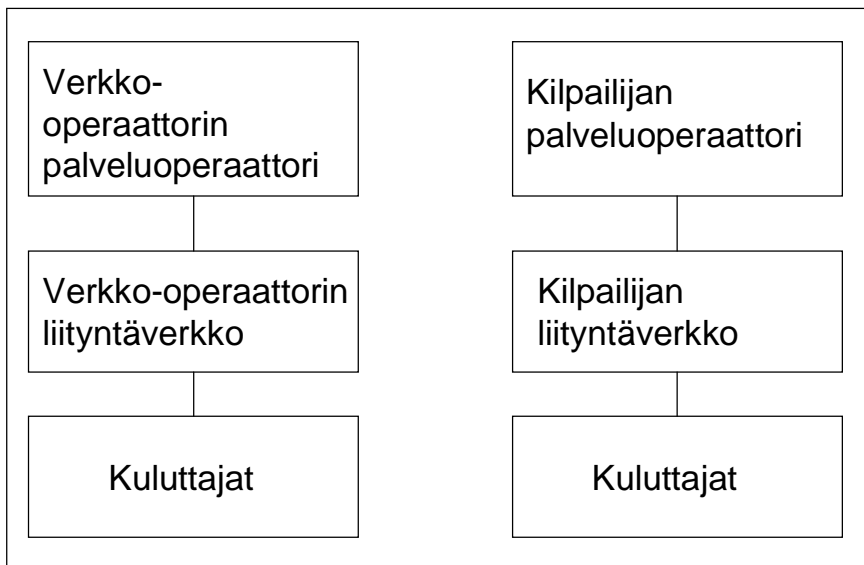 Verkko-
operaattorin
palveluoperaattori
Kilpailijan
palveluoperaattori
Verkko-operaattorin
liityntäverkko
Kilpailijan
liityntäverkko
Kuluttajat
Kuluttajat